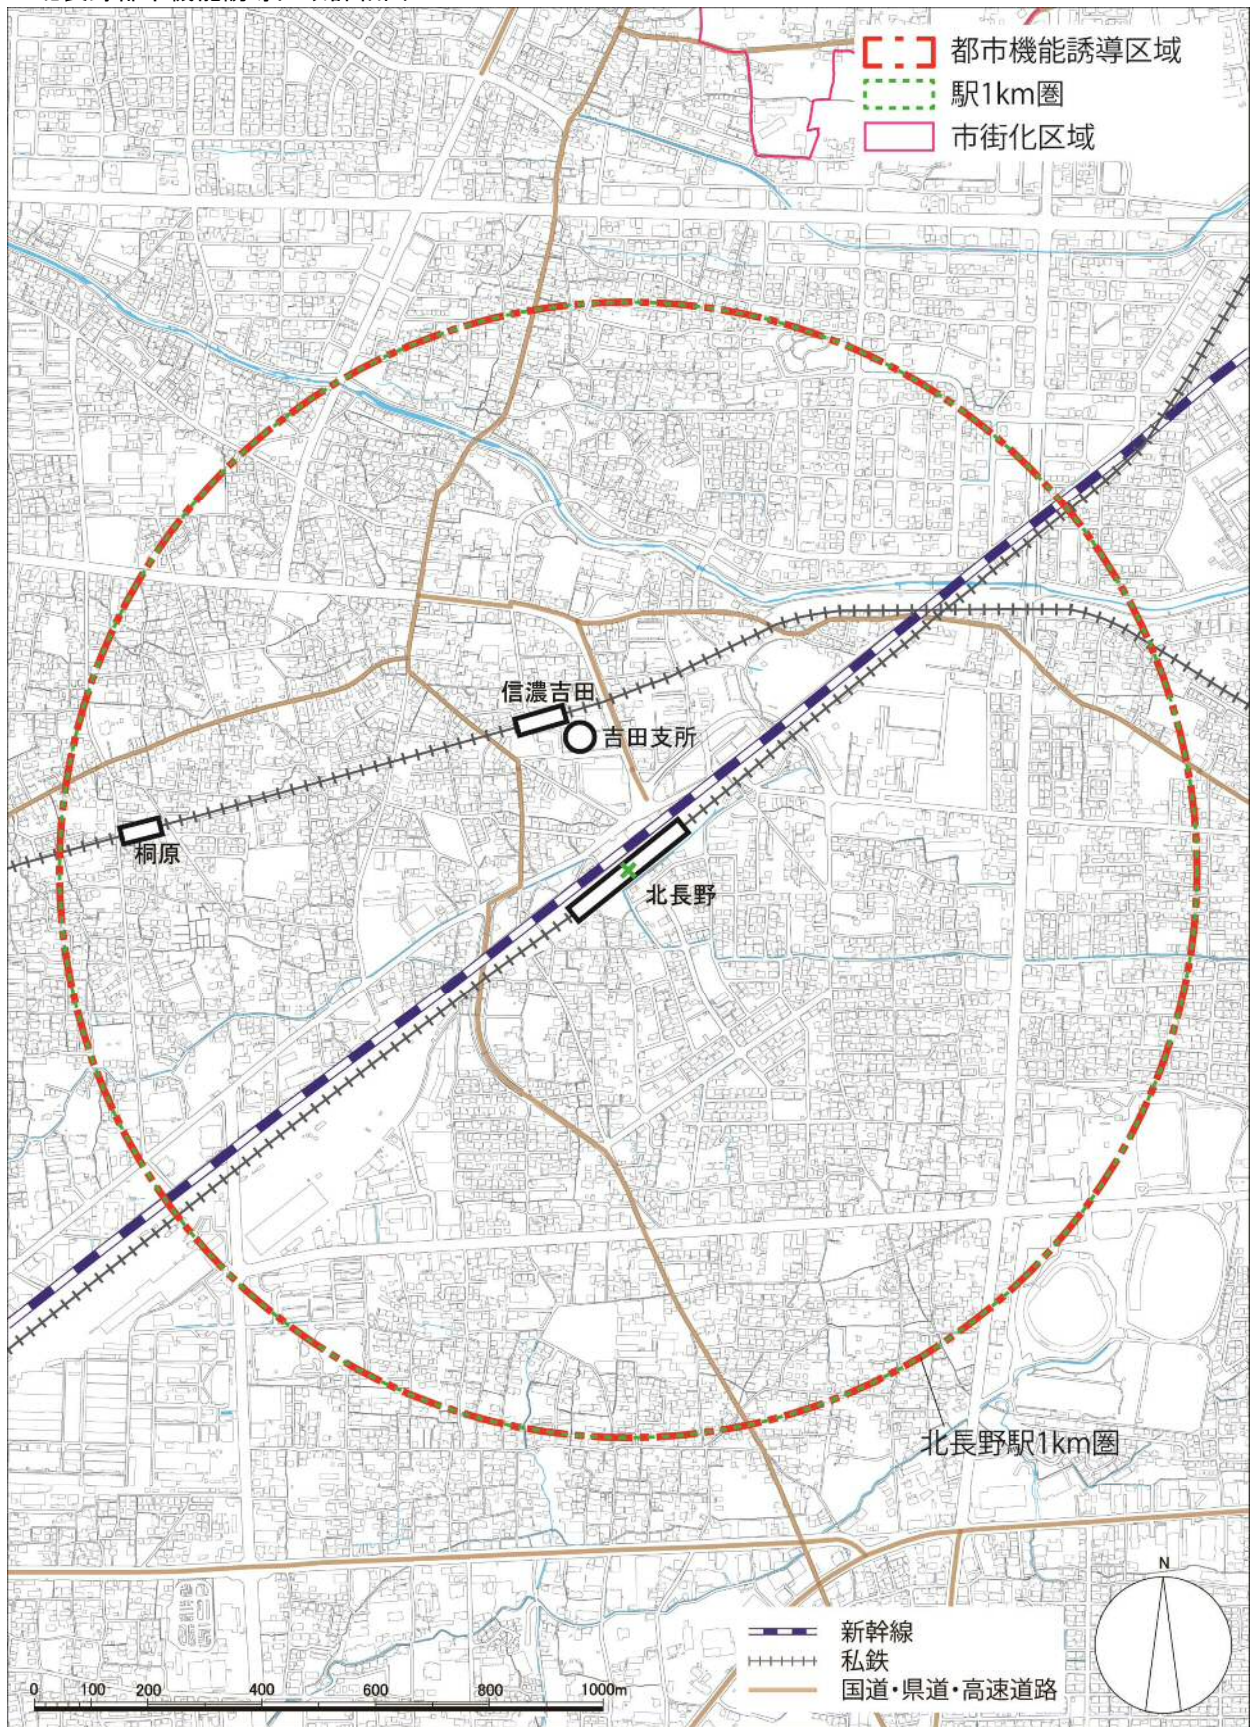 都市機能誘導区域
駅1km圏
市街化区域
信濃吉田
吉田支所
桐原
北長野
北長野駅1km圏
N
新幹線
私鉄
国道・県道・高速道路
0 100 200 400 600 800 1000m